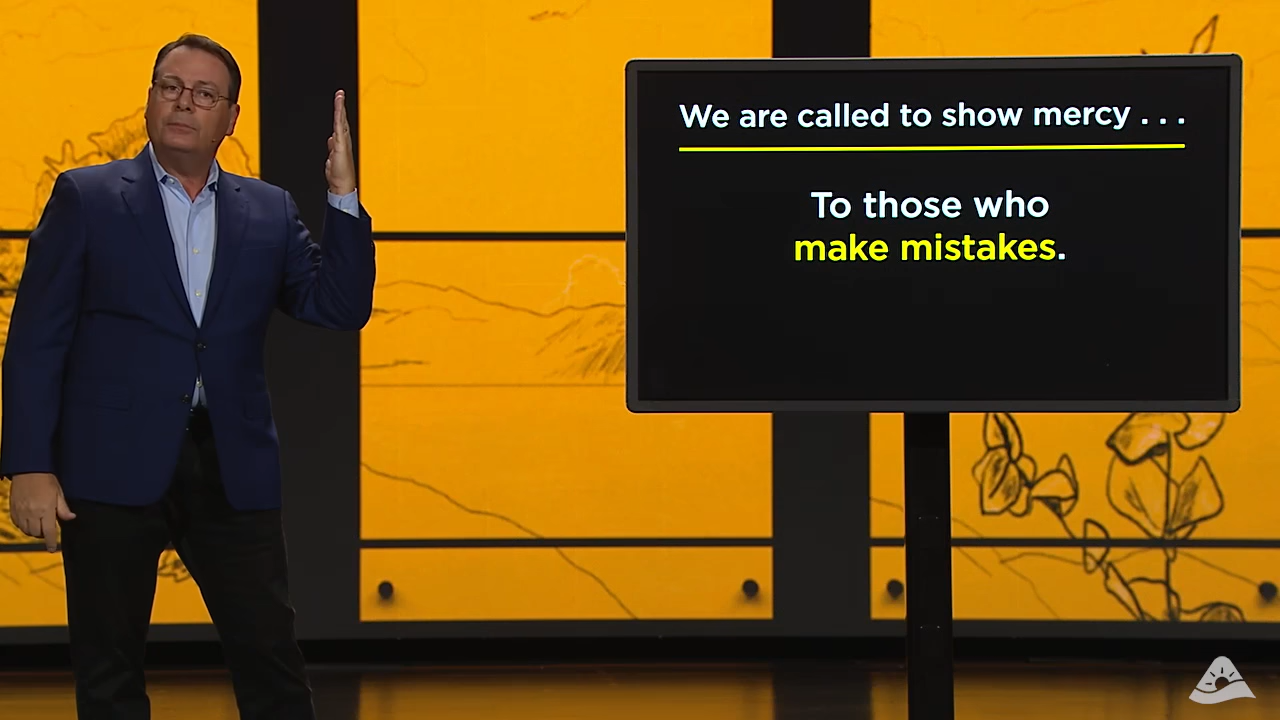 We are called to show mercy . . .
To those who
make mistakes.